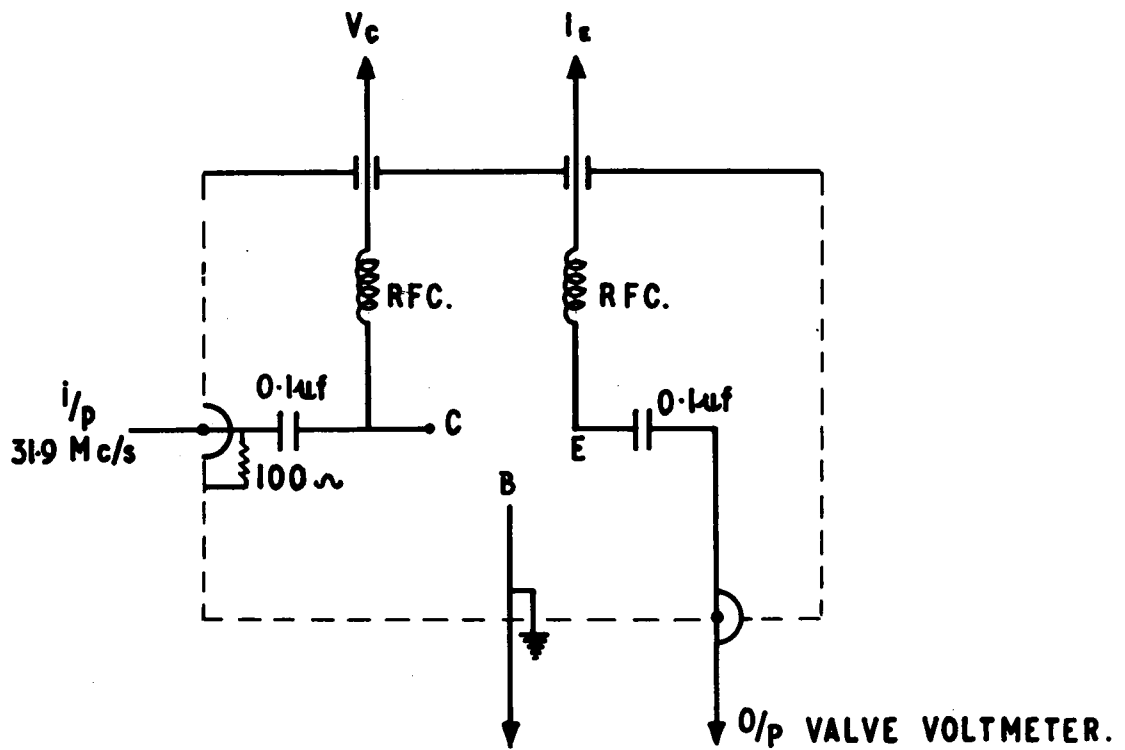 Vc
IE
RFC.
RFC.
i/p
31.9 Mc/s
0.1µf
C
100 ~
E
0.1µf
B
O/p VALVE VOLTMETER.